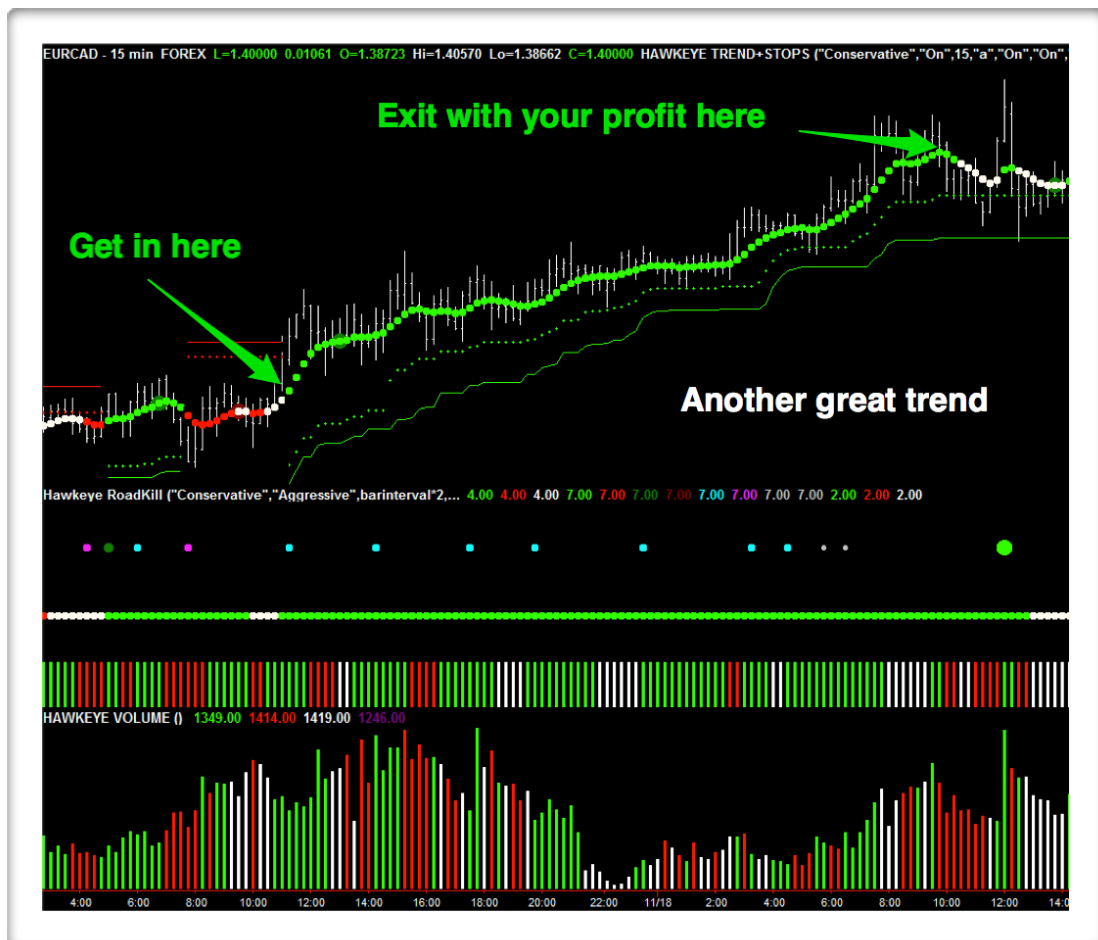 EURCAD - 15 min FOREX L=1.40000 0.01061 O=1.38723 Hi=1.40570 Lo=1.38662 C=1.40000 HAWKEYE TREND+STOPS ("Conservative","On",15,"a","On","On",
Exit with your profit here
Get in here
Another great trend
Hawkeye RoadKill ("Conservative","Aggressive",barinterval*2,... 4.00 4.00 4.00 7.00 7.00 7.00 7.00 7.00 7.00 7.00 7.00 2.00 2.00 2.00
HAWKEYE VOLUME () 1349.00 1414.00 1419.00 1246.00
4:00 6:00 8:00 10:00 12:00 14:00 16:00 18:00 20:00 22:00 11/18 2:00 4:00 6:00 8:00 10:00 12:00 14:0